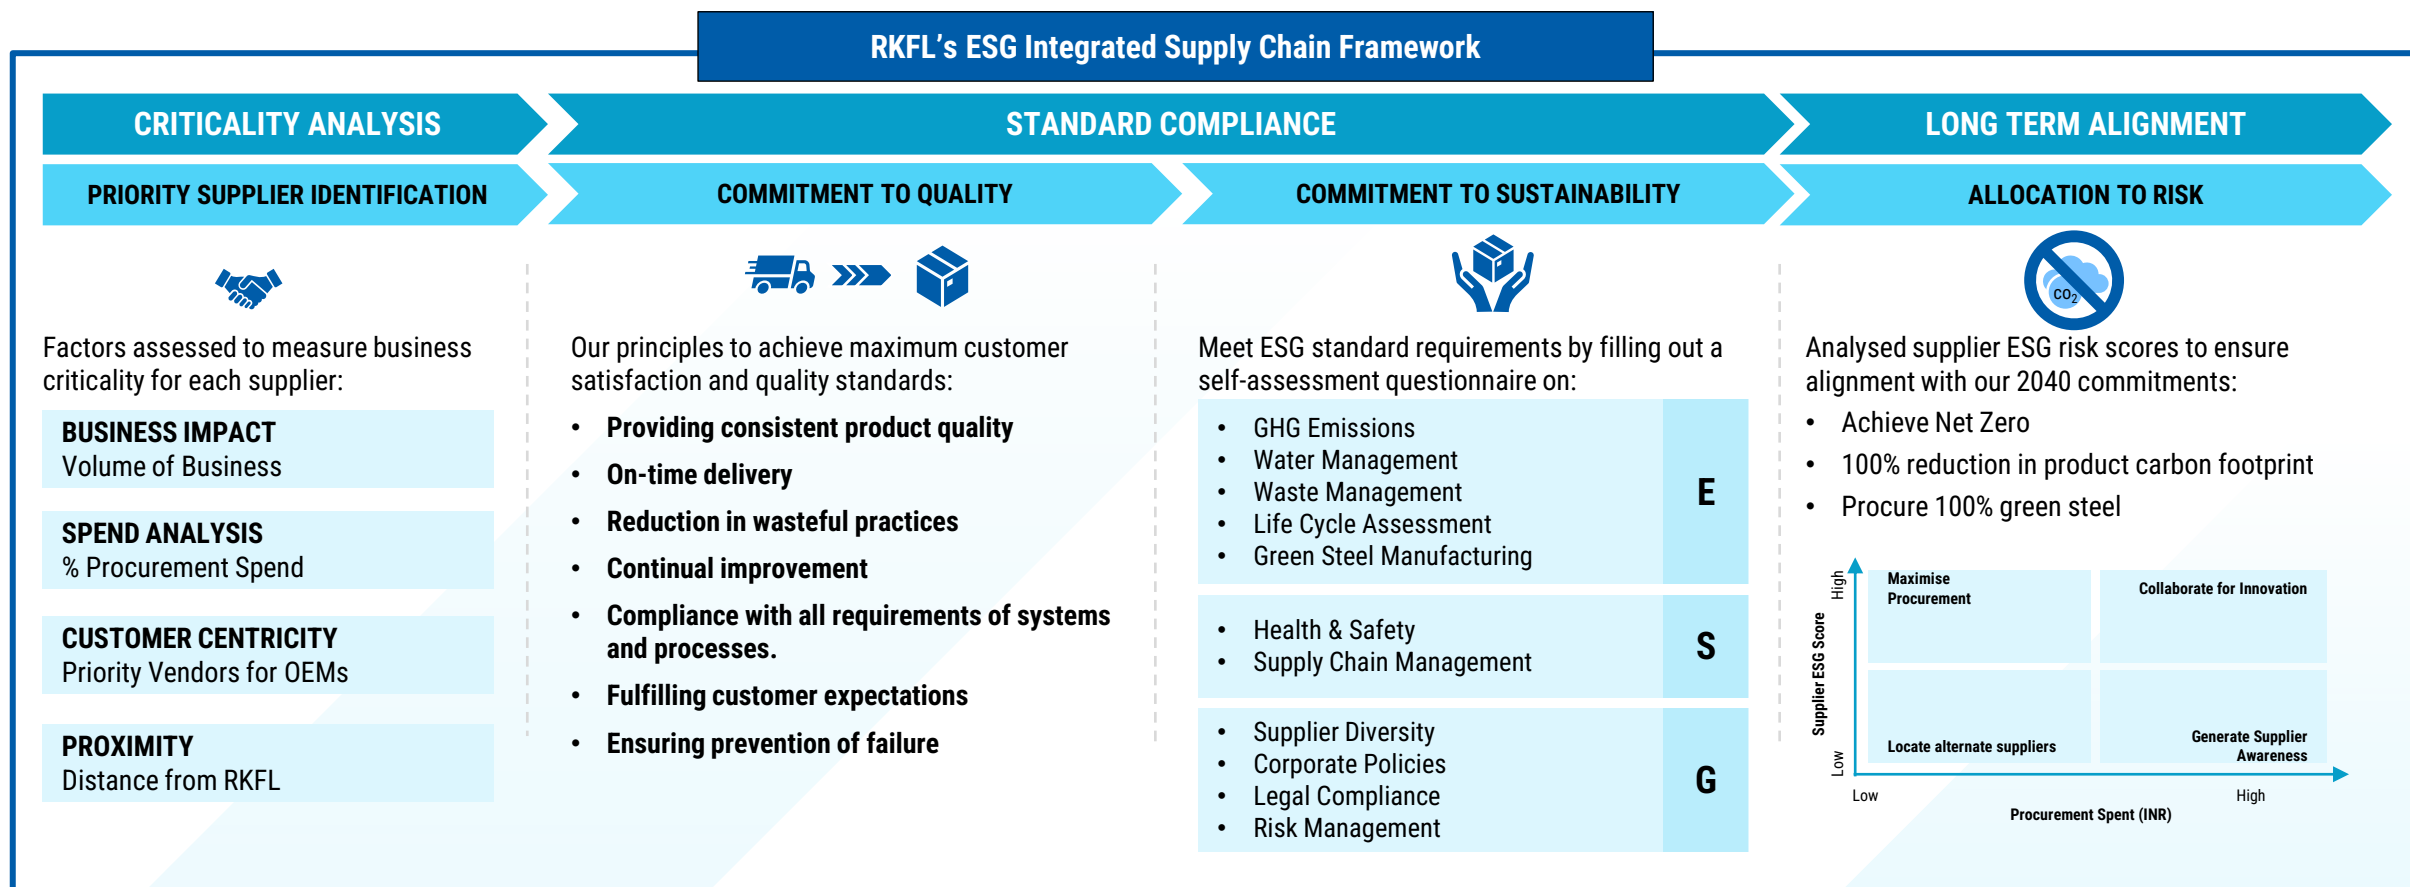 RKFL's ESG Integrated Supply Chain Framework
CRITICALITY ANALYSIS
STANDARD COMPLIANCE
LONG TERM ALIGNMENT
PRIORITY SUPPLIER IDENTIFICATION
COMMITMENT TO QUALITY
COMMITMENT TO SUSTAINABILITY
ALLOCATION TO RISK
Factors assessed to measure business
criticality for each supplier:
BUSINESS IMPACT
Volume of Business
SPEND ANALYSIS
% Procurement Spend
CUSTOMER CENTRICITY
Priority Vendors for OEMs
PROXIMITY
Distance from RKFL
Our principles to achieve maximum customer
satisfaction and quality standards:
• Providing consistent product quality
• On-time delivery
• Reduction in wasteful practices
• Continual improvement
• Compliance with all requirements of systems
and processes.
• Fulfilling customer expectations
• Ensuring prevention of failure
Meet ESG standard requirements by filling out a
self-assessment questionnaire on:
• GHG Emissions
• Water Management
• Waste Management
• Life Cycle Assessment
• Green Steel Manufacturing
E
• Health & Safety
• Supply Chain Management
S
• Supplier Diversity
• Corporate Policies
• Legal Compliance
• Risk Management
G
CO₂
Analysed supplier ESG risk scores to ensure
alignment with our 2040 commitments:
• Achieve Net Zero
• 100% reduction in product carbon footprint
• Procure 100% green steel
High
Supplier ESG Score
Low
Maximise
Procurement
Collaborate for Innovation
Locate alternate suppliers
Generate Supplier
Awareness
Low
High
Procurement Spent (INR)